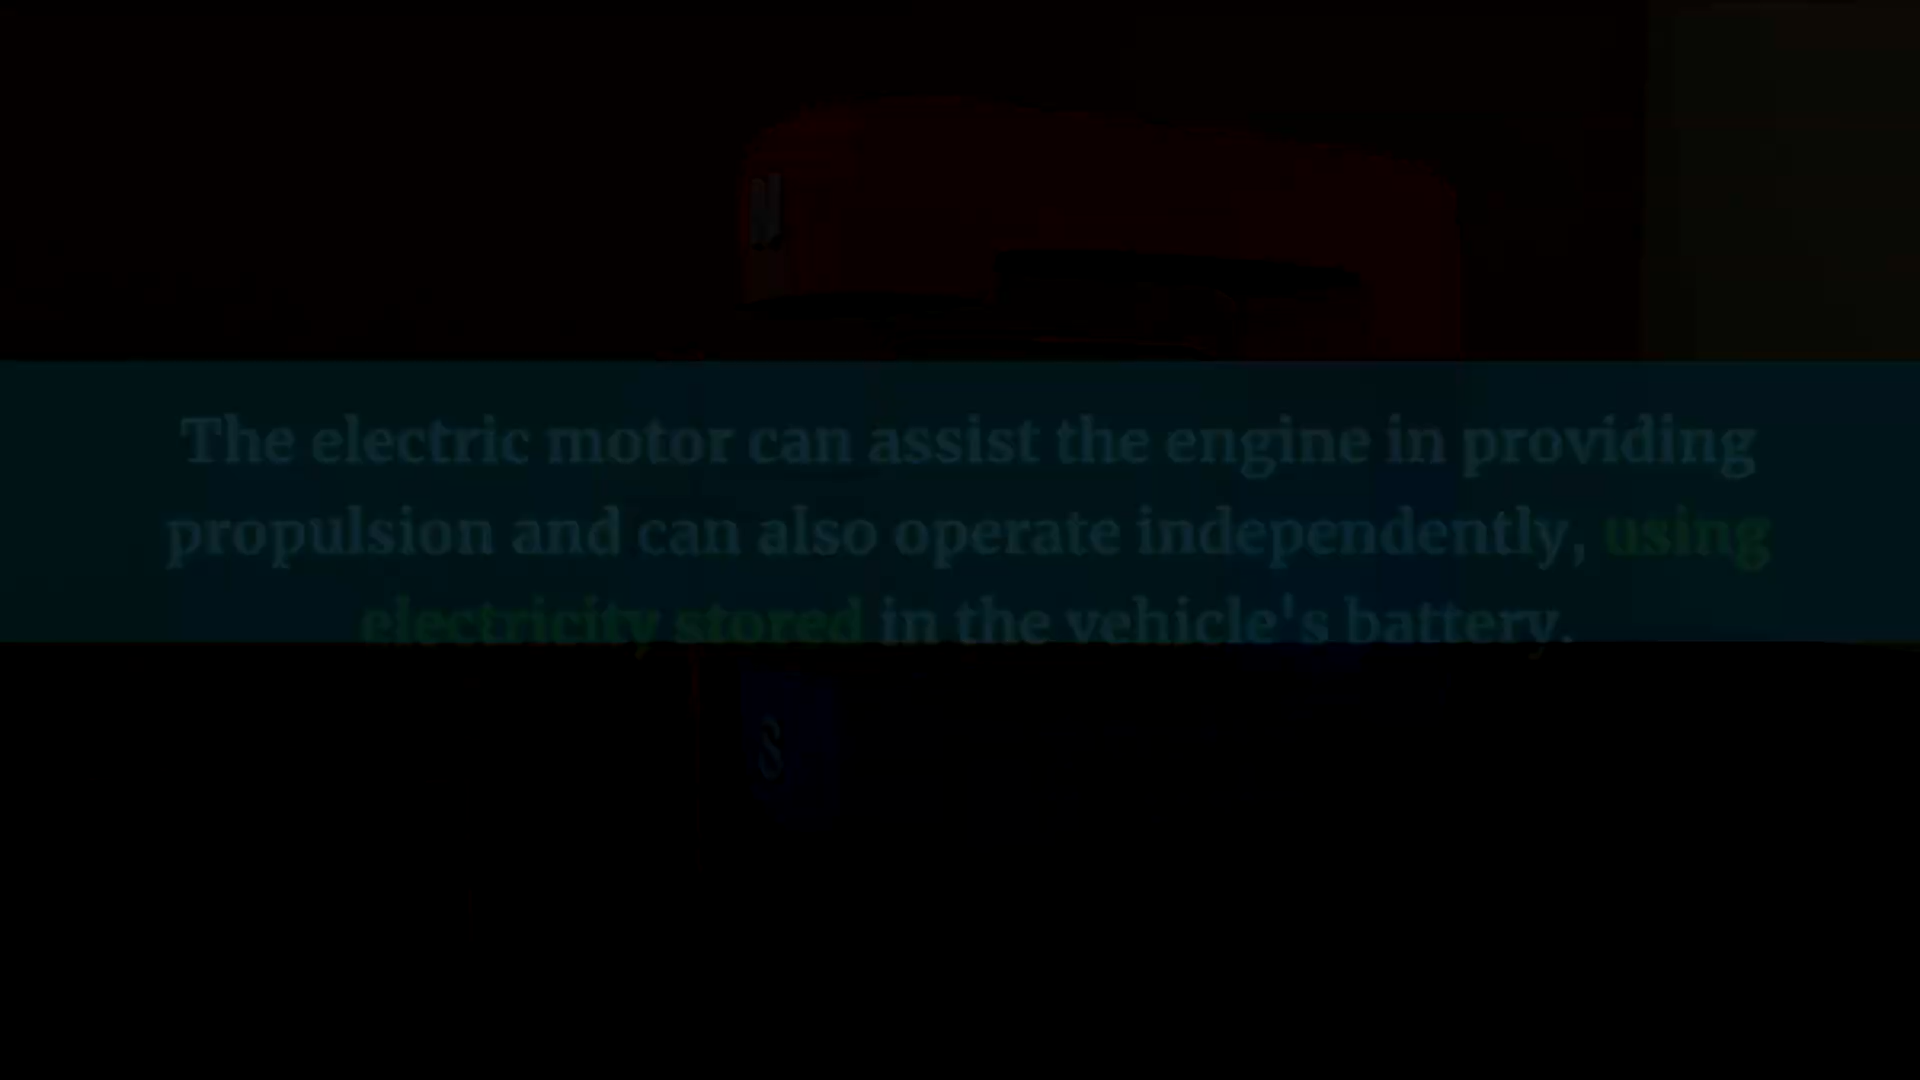 N
The electric motor can assist the engine in providing
propulsion and can also operate independently, using
electricity stored in the vehicle's battery.
S